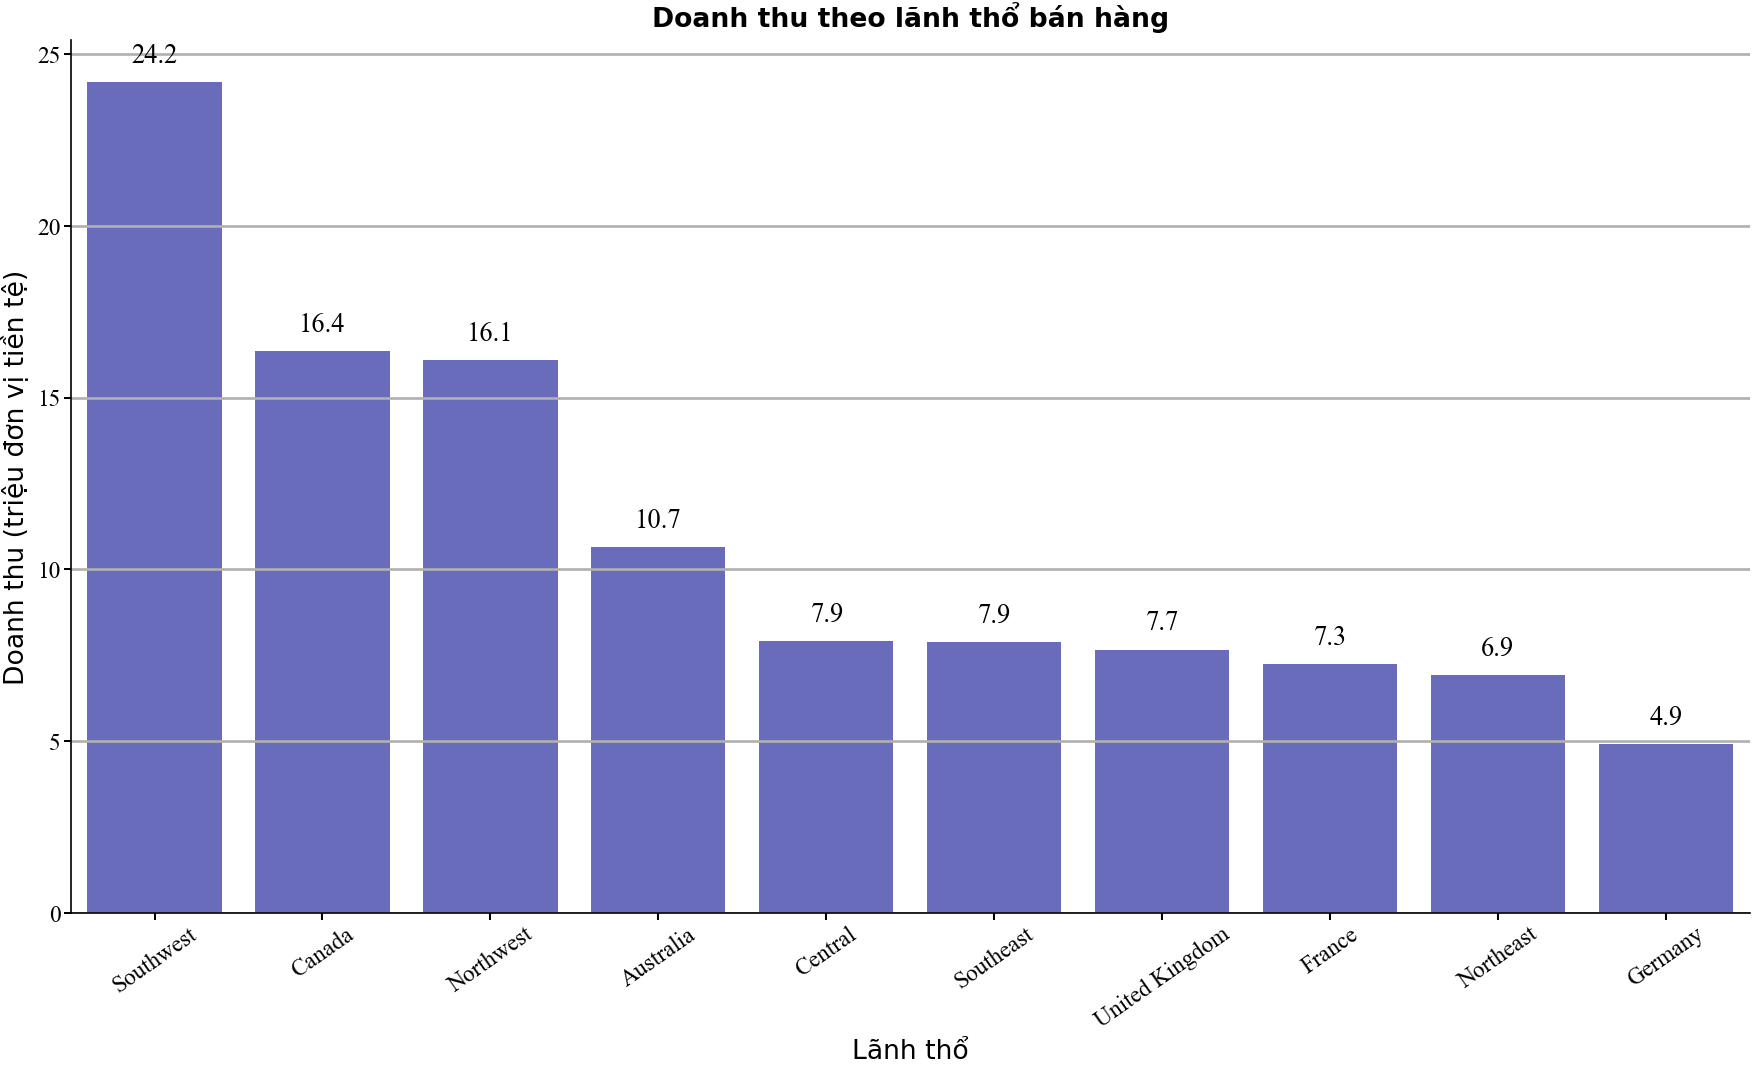 Doanh thu theo lãnh thổ bán hàng
Doanh thu (triệu đơn vị tiền tệ)
25
20
15
10
5
0
24.2
16.4
16.1
10.7
7.9
7.9
7.7
7.3
6.9
4.9
Southwest
Canada
Northwest
Australia
Central
Southeast
United Kingdom
France
Northeast
Germany
Lãnh thổ